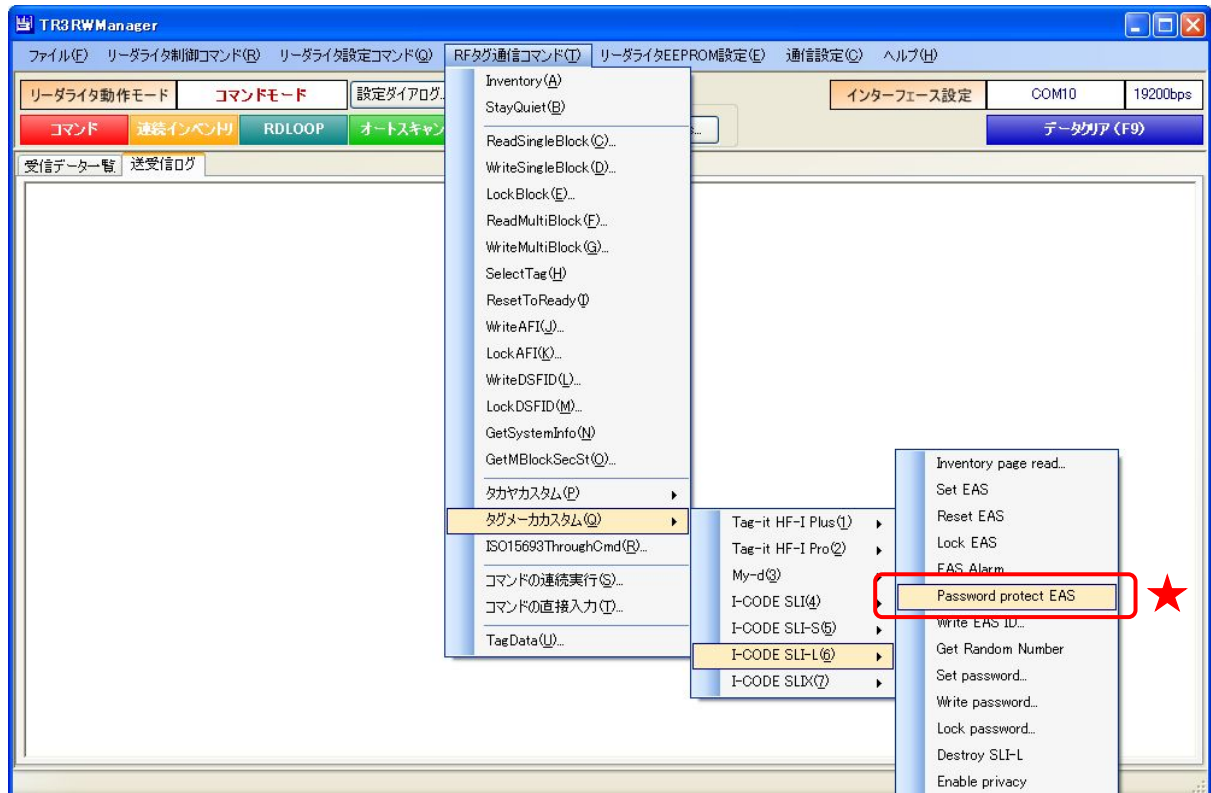 TR3RWManager
ファイル(F) リーダライタ制御コマンド(R) リーダライタ設定コマンド(Q) RFタグ通信コマンド(T) リーダライタEEPROM設定(E) 通信設定(C) ヘルプ(H)
リーダライタ動作モード コマンドモード 設定ダイアログ... インターフェース設定 COM10 19200bps
コマンド 連続インベントリ RDLOOP オートスキャン データクリア(F9)
受信データ一覧 送受信ログ
Inventory(A)
StayQuiet(B)
ReadSingleBlock(C)...
WriteSingleBlock(D)...
LockBlock(E)...
ReadMultiBlock(F)...
WriteMultiBlock(G)...
SelectTag(H)
ResetToReady(I)
WriteAFI(J)...
LockAFI(K)...
WriteDSFID(L)...
LockDSFID(M)...
GetSystemInfo(N)
GetMBlockSecSt(O)...
タカヤカスタム(P)
タグメーカカスタム(Q)
ISO15693ThroughCmd(R)...
コマンドの連続実行(S)...
コマンドの直接入力(T)...
TagData(U)...
Tag-it HF-I Plus(1)
Tag-it HF-I Pro(2)
My-d(3)
I-CODE SLI(4)
I-CODE SLI-S(5)
I-CODE SLI-L(6)
I-CODE SLIX(7)
Inventory page read...
Set EAS
Reset EAS
Lock EAS
EAS Alarm
Password protect EAS
Write EAS ID...
Get Random Number
Set password...
Write password...
Lock password...
Destroy SLI-L
Enable privacy